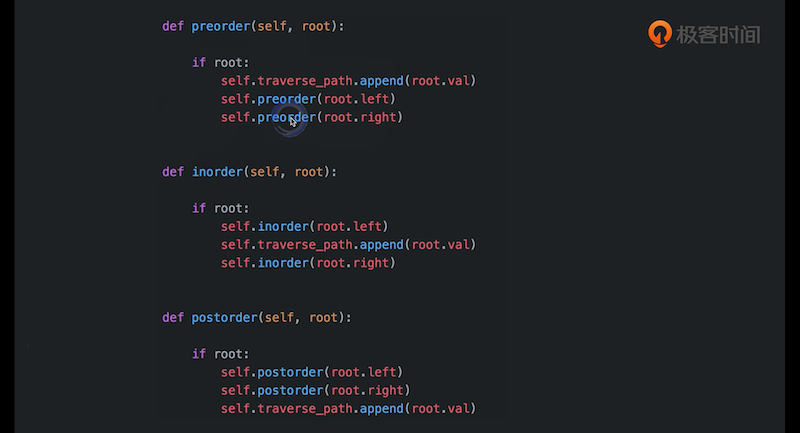 极客时间
def preorder(self, root):
if root:
self.traverse_path.append(root.val)
self.preorder(root.left)
self.preorder(root.right)
def inorder(self, root):
if root:
self.inorder(root.left)
self.traverse_path.append(root.val)
self.inorder(root.right)
def postorder(self, root):
if root:
self.postorder(root.left)
self.postorder(root.right)
self.traverse_path.append(root.val)